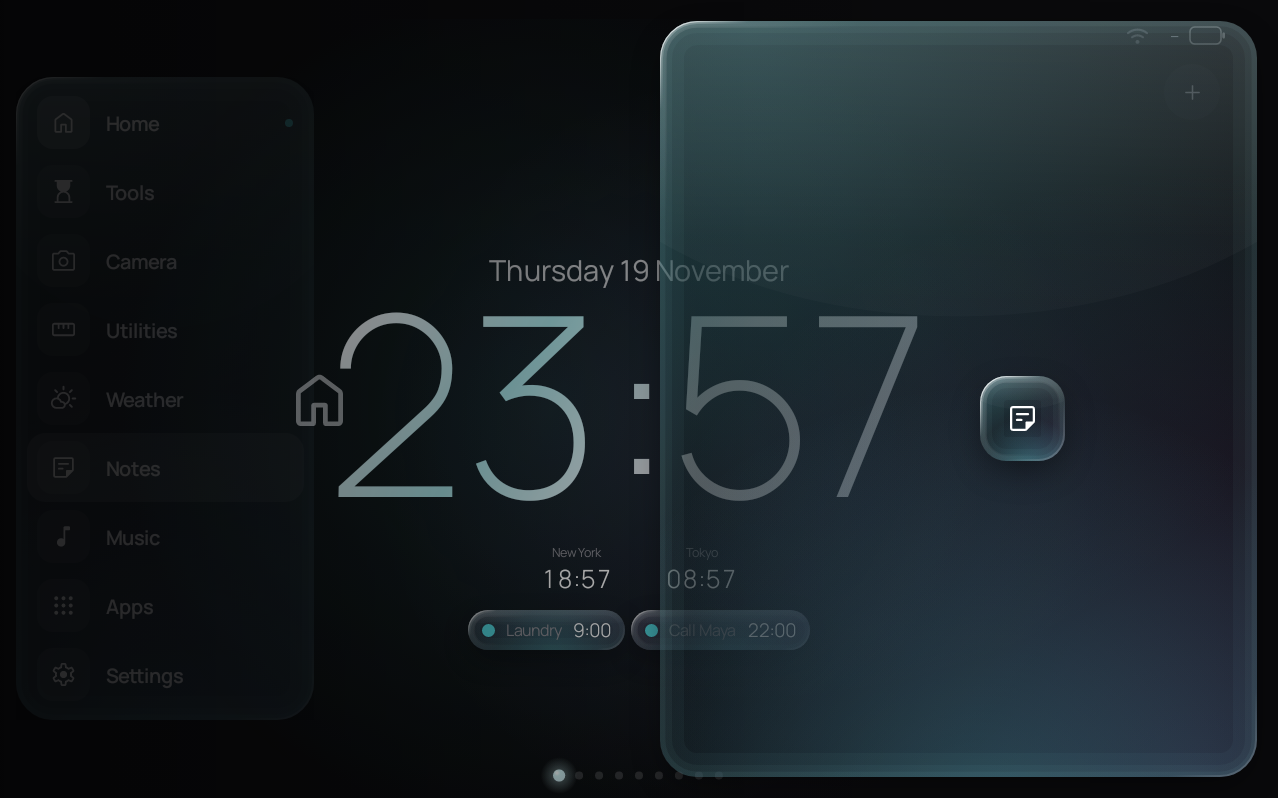 Home
Tools
Camera
Utilities
Weather
Notes
Music
Apps
Settings
Thursday 19 November
23:57
New York
Tokyo
18:57
08:57
Laundry 9:00
Call Maya 22:00